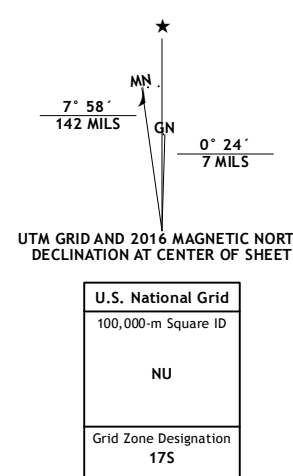 ★
MN
7° 58´
142 MILS
GN
0° 24´
7 MILS
UTM GRID AND 2016 MAGNETIC NORT
DECLINATION AT CENTER OF SHEET
U.S. National Grid
100,000-m Square ID
NU
Grid Zone Designation
17S